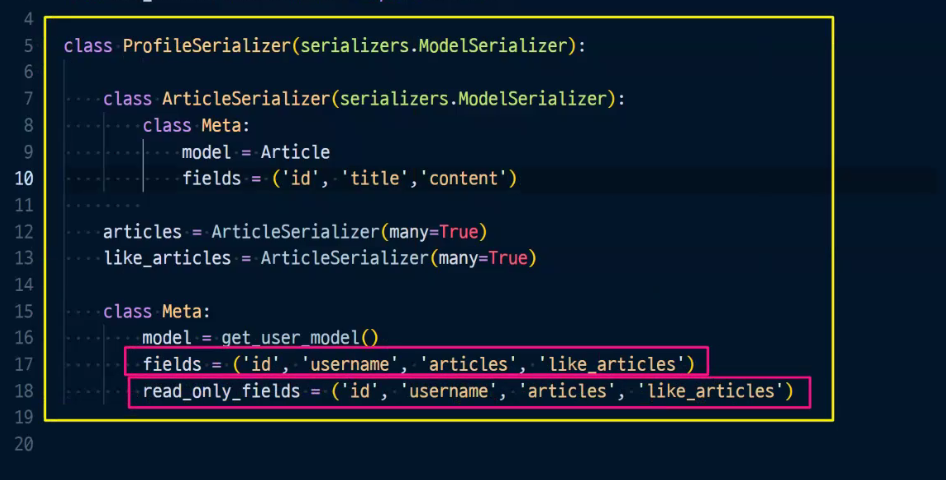 4
5 class ProfileSerializer(serializers.ModelSerializer):
6
7     class ArticleSerializer(serializers.ModelSerializer):
8         class Meta:
9             model = Article
10             fields = ('id', 'title','content')
11
12     articles = ArticleSerializer(many=True)
13     like_articles = ArticleSerializer(many=True)
14
15     class Meta:
16         model = get_user_model()
17         fields = ('id', 'username', 'articles', 'like_articles')
18         read_only_fields = ('id', 'username', 'articles', 'like_articles')
19
20